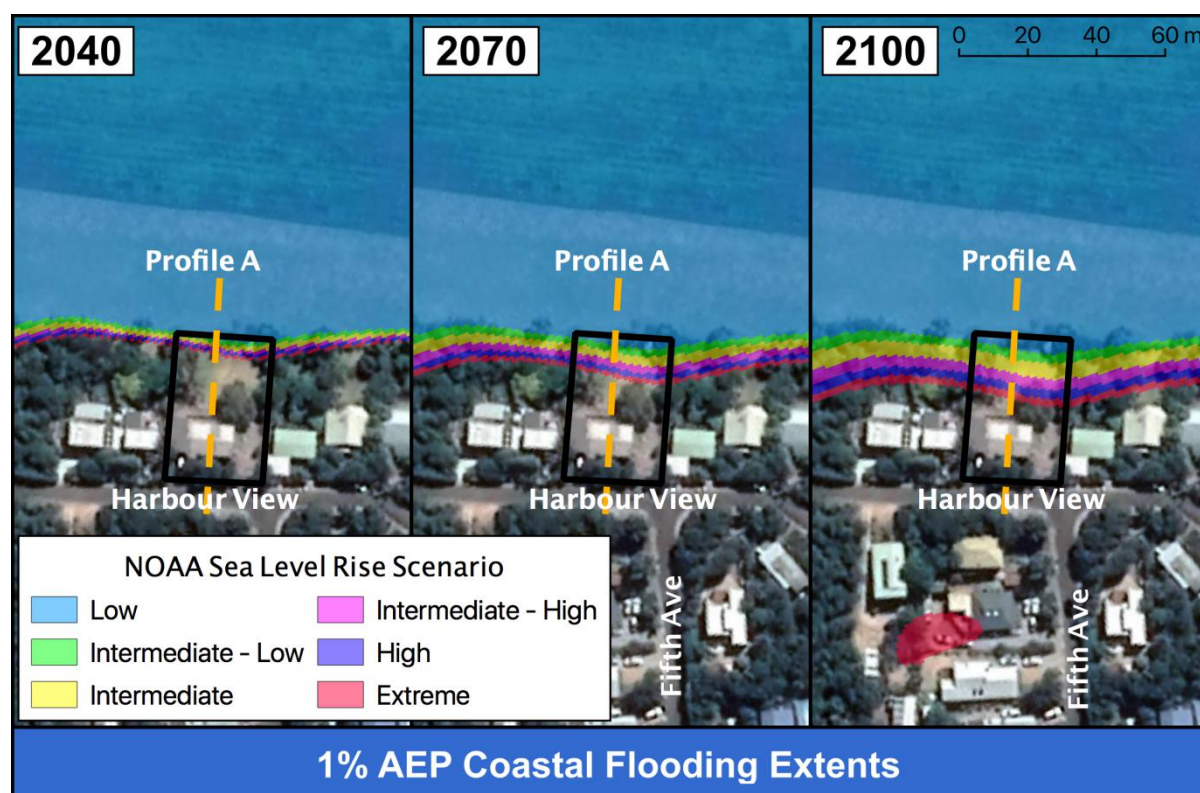 2040
2070
2100
0 20 40 60 m
Profile A
Profile A
Profile A
Harbour View
Harbour View
Harbour View
Fifth Ave
Fifth Ave
NOAA Sea Level Rise Scenario
Low
Intermediate - Low
Intermediate
Intermediate - High
High
Extreme
1% AEP Coastal Flooding Extents